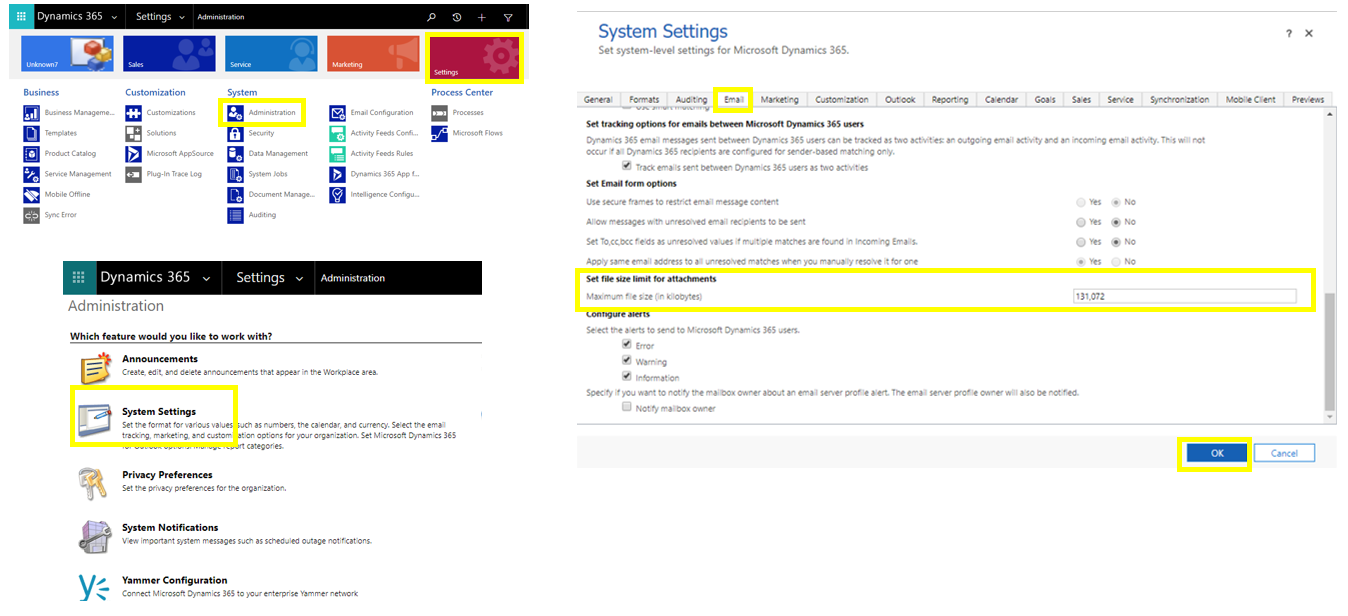 Dynamics 365 Settings Administration
Unknown7 Sales Service Marketing Settings
Business Customization System Process Center
Business Manageme... Customizations Administration Email Configuration Processes
Templates Solutions Security Activity Feeds Confi... Microsoft Flows
Product Catalog Microsoft AppSource Data Management Activity Feeds Rules
Service Management Plug-In Trace Log System Jobs Dynamics 365 App f...
Mobile Offline Document Manage... Intelligence Configu...
Sync Error Auditing
Dynamics 365 Settings Administration
Administration
Which feature would you like to work with?
Announcements
Create, edit, and delete announcements that appear in the Workplace area.
System Settings
Set the format for various values, such as numbers, the calendar, and currency. Select the email
tracking, marketing, and customization options for your organization. Set Microsoft Dynamics 365
for Outlook options. Manage report categories.
Privacy Preferences
Set the privacy preferences for the organization.
System Notifications
View important system messages such as scheduled outage notifications.
Yammer Configuration
Connect Microsoft Dynamics 365 to your enterprise Yammer network
System Settings
Set system-level settings for Microsoft Dynamics 365.
?
General Formats Auditing Email Marketing Customization Outlook Reporting Calendar Goals Sales Service Synchronization Mobile Client Previews
Use smart matching
Set tracking options for emails between Microsoft Dynamics 365 users
Dynamics 365 email messages sent between Dynamics 365 users can be tracked as two activities: an outgoing email activity and an incoming email activity. This will not
occur if all Dynamics 365 recipients are configured for sender-based matching only.
Track emails sent between Dynamics 365 users as two activities
Set Email form options
Use secure frames to restrict email message content Yes No
Allow messages with unresolved email recipients to be sent Yes No
Set To,cc,bcc fields as unresolved values if multiple matches are found in Incoming Emails. Yes No
Apply same email address to all unresolved matches when you manually resolve it for one Yes No
Set file size limit for attachments
Maximum file size (in kilobytes) 131,072
Configure alerts
Select the alerts to send to Microsoft Dynamics 365 users.
Error
Warning
Information
Specify if you want to notify the mailbox owner about an email server profile alert. The email server profile owner will also be notified.
Notify mailbox owner
OK Cancel